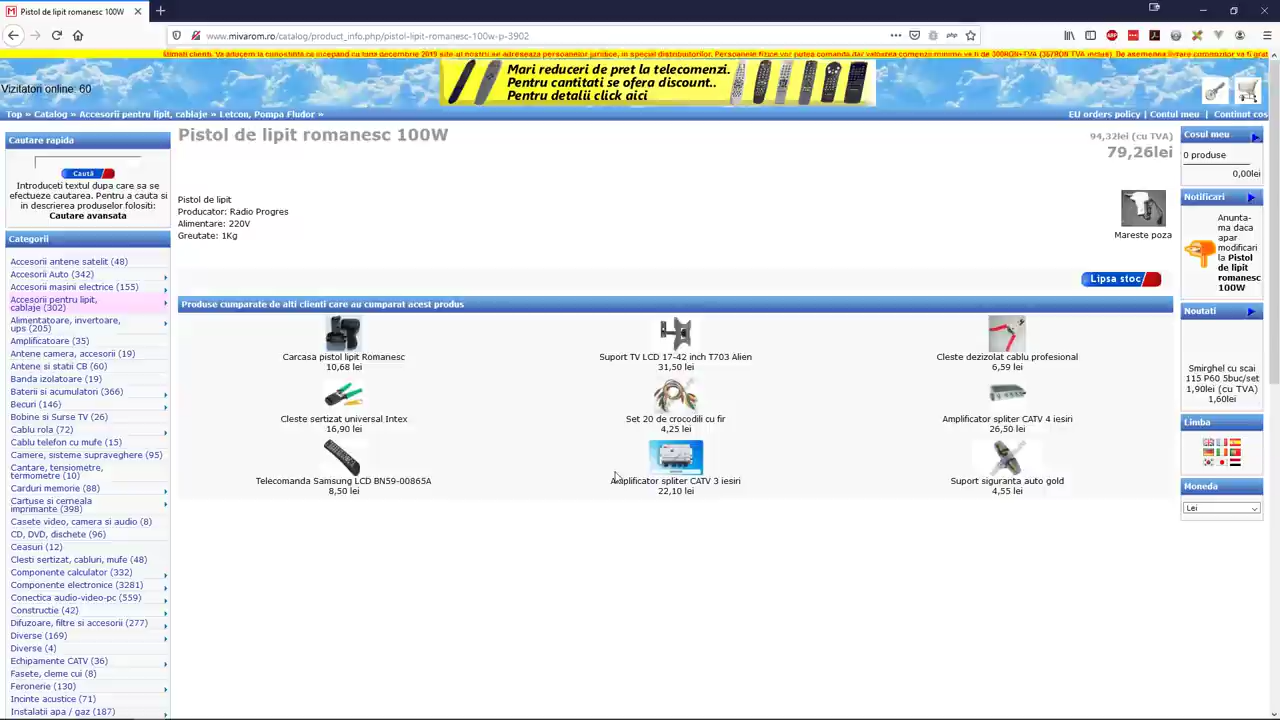 Pistol de lipit romanesc 100W
www.mivarom.ro/catalog/product_info.php/pistol-lipit-romanesc-100w-p-3902
Mari reduceri de pret la telecomenzi.
Pentru cantitati se ofera discount..
Pentru detalii click aici
Vizitatori online: 60
Top » Catalog » Accesorii pentru lipit, cablaje » Letcon, Pompa Fludor »
EU orders policy | Contul meu | Continut cos
Cautare rapida
Caută
Introduceti textul dupa care sa se
efectueze cautarea. Pentru a cauta si
in descrierea produselor folositi:
Cautare avansata
Categorii
Accesorii antene satelit (48)
Accesorii Auto (342)
Accesorii masini electrice (155)
Accesorii pentru lipit,
cablaje (302)
Alimentatoare, invertoare,
ups (205)
Amplificatoare (35)
Antene camera, accesorii (19)
Antene si statii CB (60)
Banda izolatoare (19)
Baterii si acumulatori (366)
Becuri (146)
Bobine si Surse TV (26)
Cablu rola (72)
Cablu telefon cu mufe (15)
Camere, sisteme supraveghere (95)
Cantare, tensiometre,
termometre (10)
Carduri memorie (88)
Cartuse si cerneala
imprimante (398)
Casete video, camera si audio (8)
CD, DVD, dischete (96)
Ceasuri (12)
Clesti sertizat, cabluri, mufe (48)
Componente calculator (332)
Componente electronice (3281)
Conectica audio-video-pc (559)
Constructie (42)
Difuzoare, filtre si accesorii (277)
Diverse (169)
Diverse (4)
Echipamente CATV (36)
Fasete, cleme cui (8)
Feronerie (130)
Incinte acustice (71)
Instalatii apa / gaz (187)
Pistol de lipit romanesc 100W
94,32lei (cu TVA)
79,26lei
Pistol de lipit
Producator: Radio Progres
Alimentare: 220V
Greutate: 1Kg
Mareste poza
Lipsa stoc
Produse cumparate de alti clienti care au cumparat acest produs
Carcasa pistol lipit Romanesc
10,68 lei
Suport TV LCD 17-42 inch T703 Alien
31,50 lei
Cleste dezizolat cablu profesional
6,59 lei
Cleste sertizat universal Intex
16,90 lei
Set 20 de crocodili cu fir
4,25 lei
Amplificator spliter CATV 4 iesiri
26,50 lei
Telecomanda Samsung LCD BN59-00865A
8,50 lei
Amplificator spliter CATV 3 iesiri
22,10 lei
Suport siguranta auto gold
4,55 lei
Cosul meu
0 produse
0,00lei
Notificari
Anunta-
ma daca
apar
modificari
la Pistol
de lipit
romanesc
100W
Noutati
Smirghel cu scai
115 P60 5buc/set
1,90lei (cu TVA)
1,60lei
Limba
Moneda
Lei